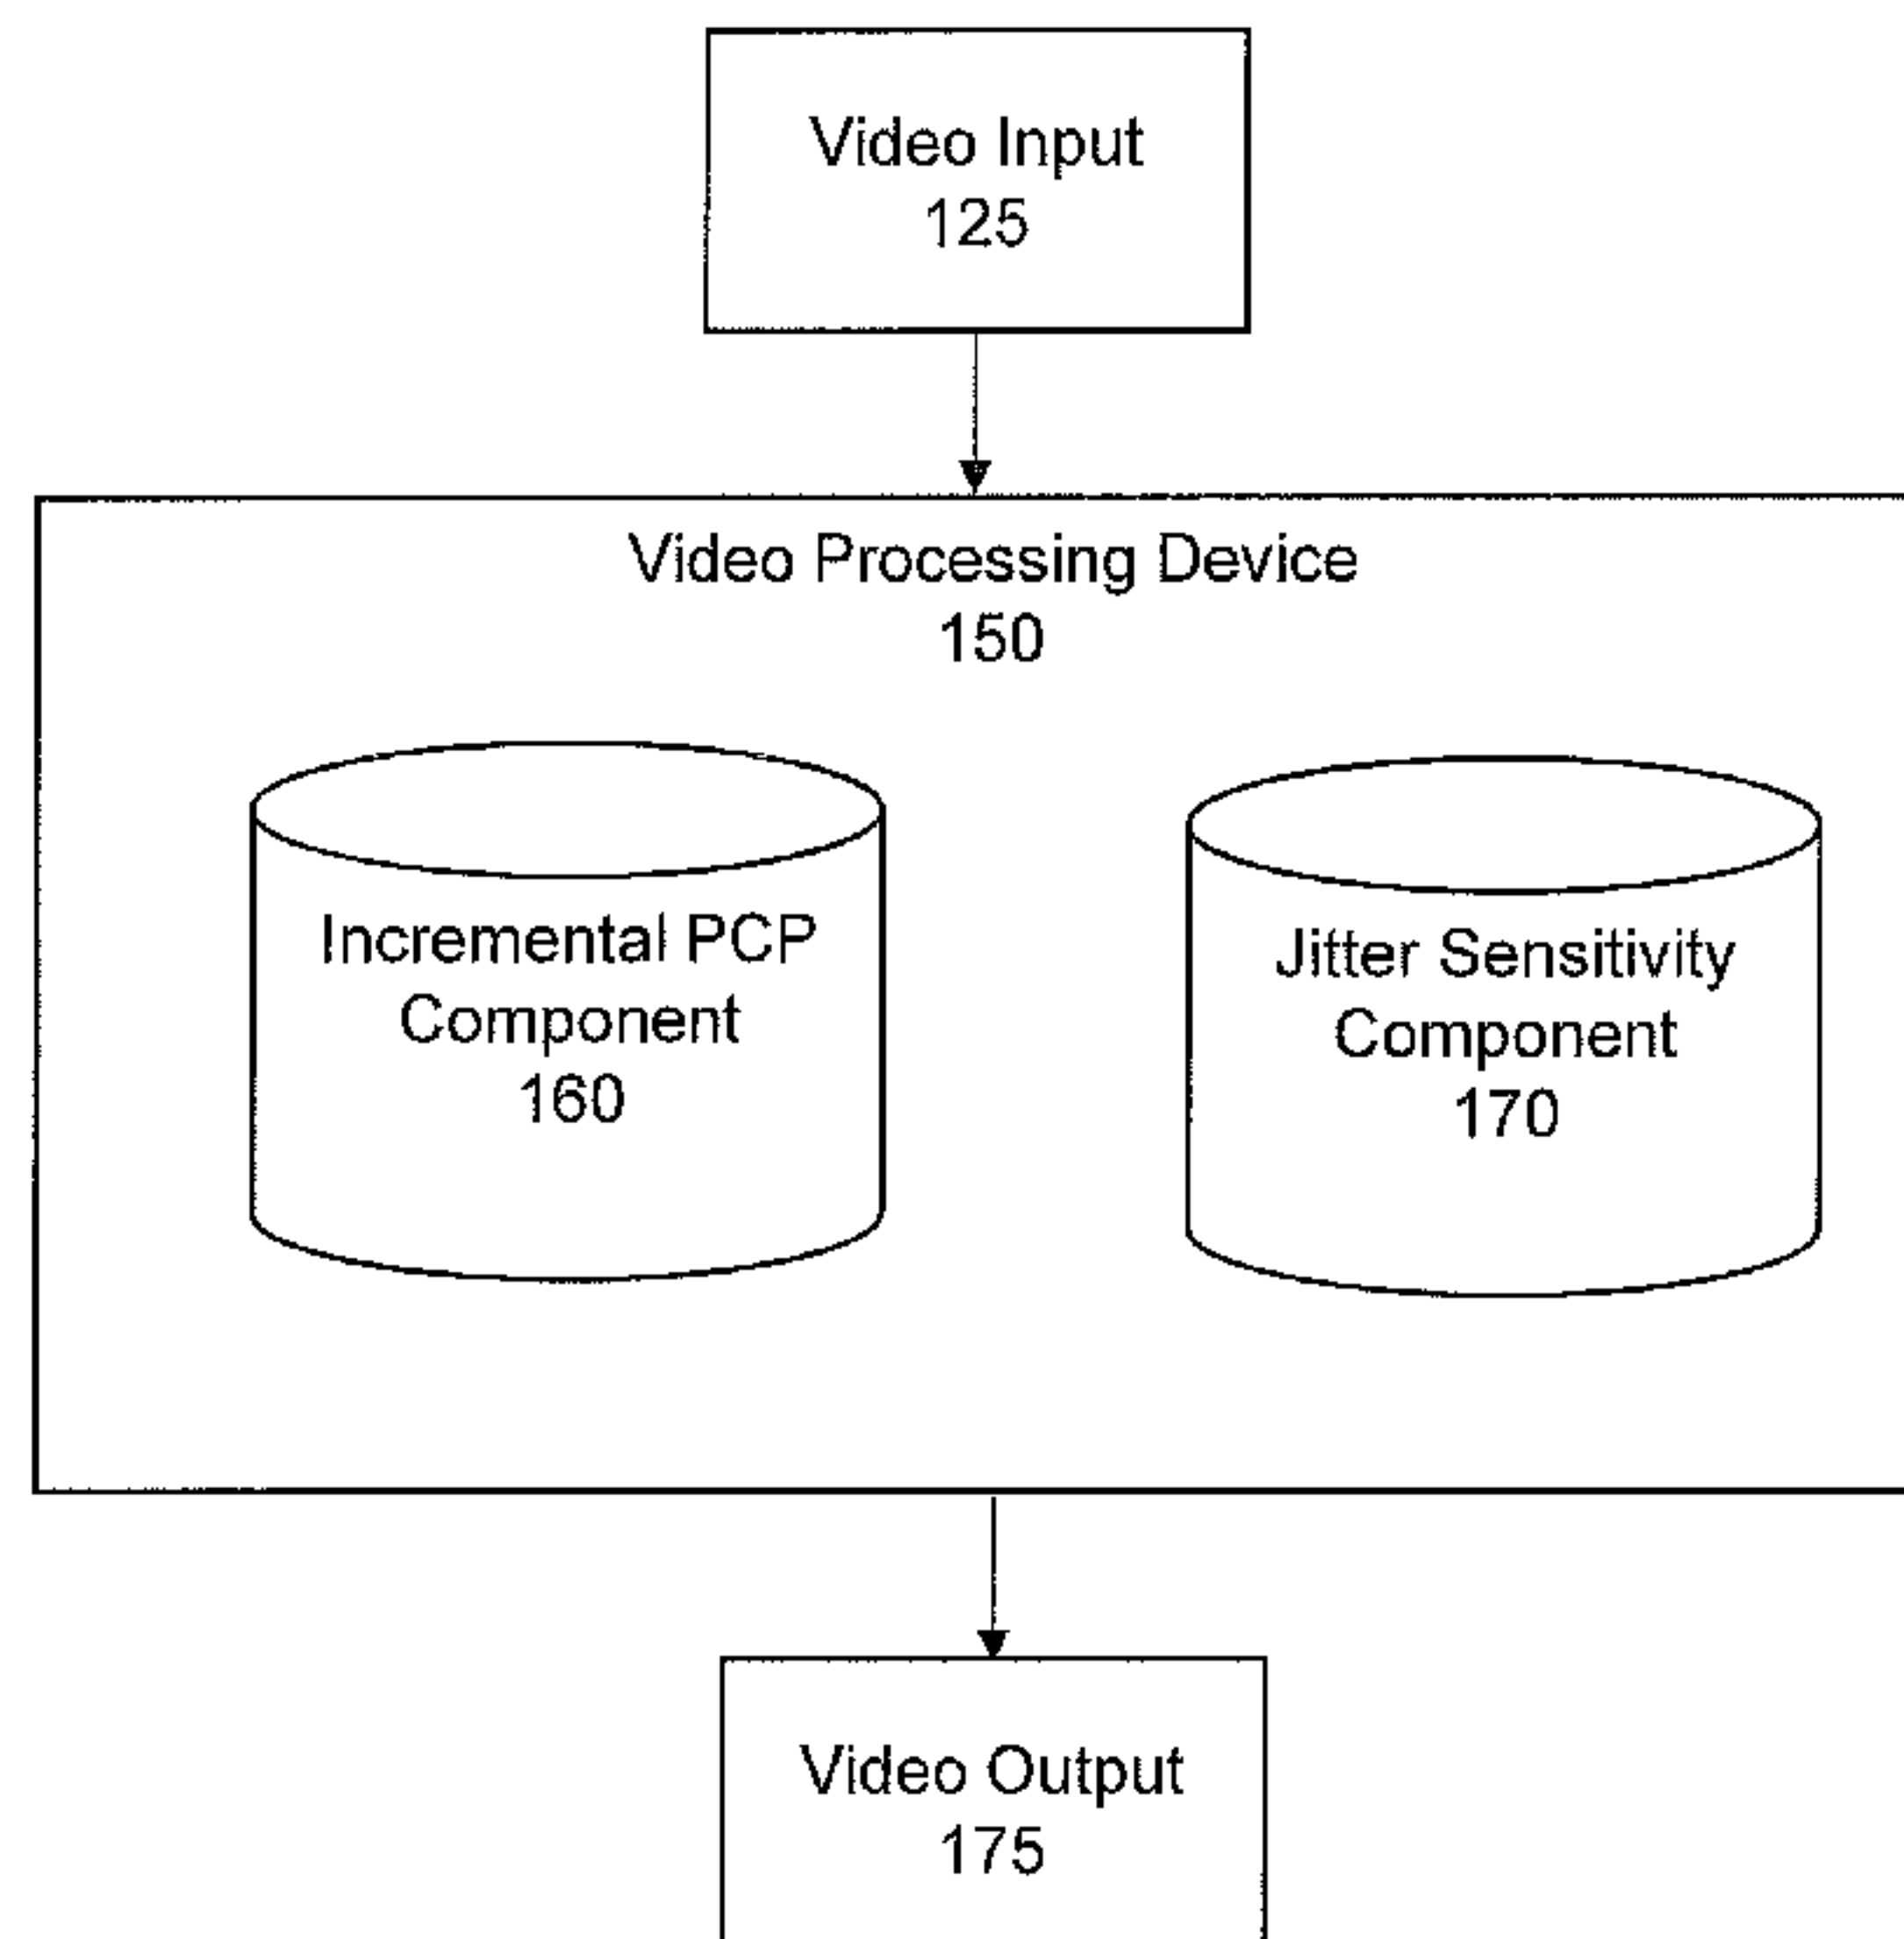 Video Input
125
Video Processing Device
150
Incremental PCP
Component
160
Jitter Sensitivity
Component
170
Video Output
175